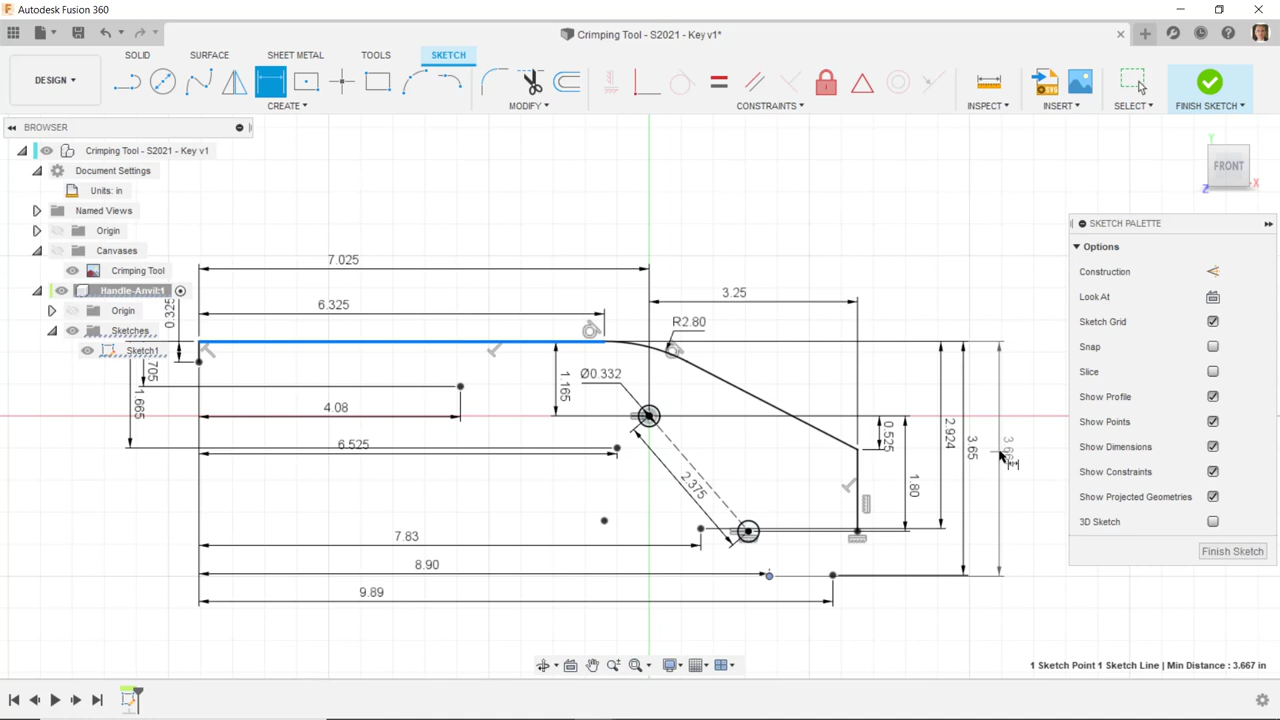 Autodesk Fusion 360
Crimping Tool - S2021 - Key v1*
DESIGN
SOLID
SURFACE
SHEET METAL
TOOLS
SKETCH
CREATE
MODIFY
CONSTRAINTS
INSPECT
INSERT
SELECT
FINISH SKETCH
BROWSER
Crimping Tool - S2021 - Key v1
Document Settings
Units: in
Named Views
Origin
Canvases
Crimping Tool
Handle-Anvil:1
Origin
Sketches
Sketch1
FRONT
Y
X
Z
SKETCH PALETTE
Options
Construction
Look At
Sketch Grid
Snap
Slice
Show Profile
Show Points
Show Dimensions
Show Constraints
Show Projected Geometries
3D Sketch
Finish Sketch
7.025
6.325
3.25
R2.80
0.325
Ø0.332
1.165
705
1.665
4.08
6.525
2.375
0.525
1.80
2.924
3.65
7.83
8.90
9.89
1 Sketch Point 1 Sketch Line | Min Distance : 3.667 in